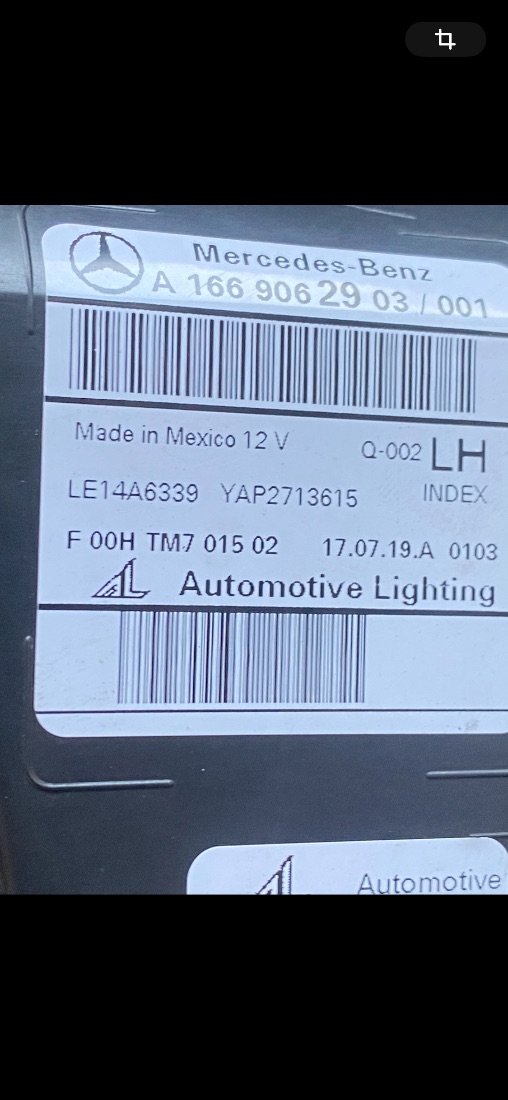 Mercedes-Benz
A 166 906 29 03 / 001
Made in Mexico 12 V Q-002 LH
LE14A6339 YAP2713615 INDEX
F 00H TM7 015 02 17.07.19.A 0103
AL Automotive Lighting
Automotive